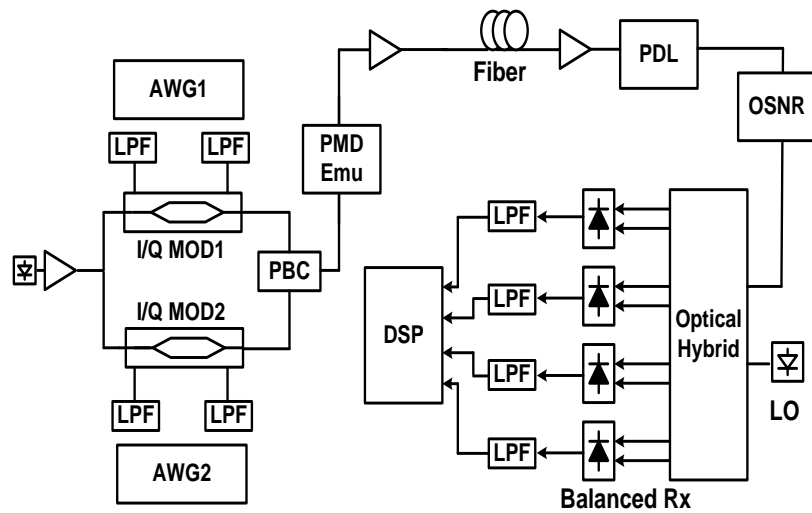 AWG1
LPF
LPF
I/Q MOD1
PBC
I/Q MOD2
LPF
LPF
AWG2
PMD
Emu
Fiber
PDL
OSNR
LPF
LPF
LPF
LPF
DSP
Optical
Hybrid
LO
Balanced Rx